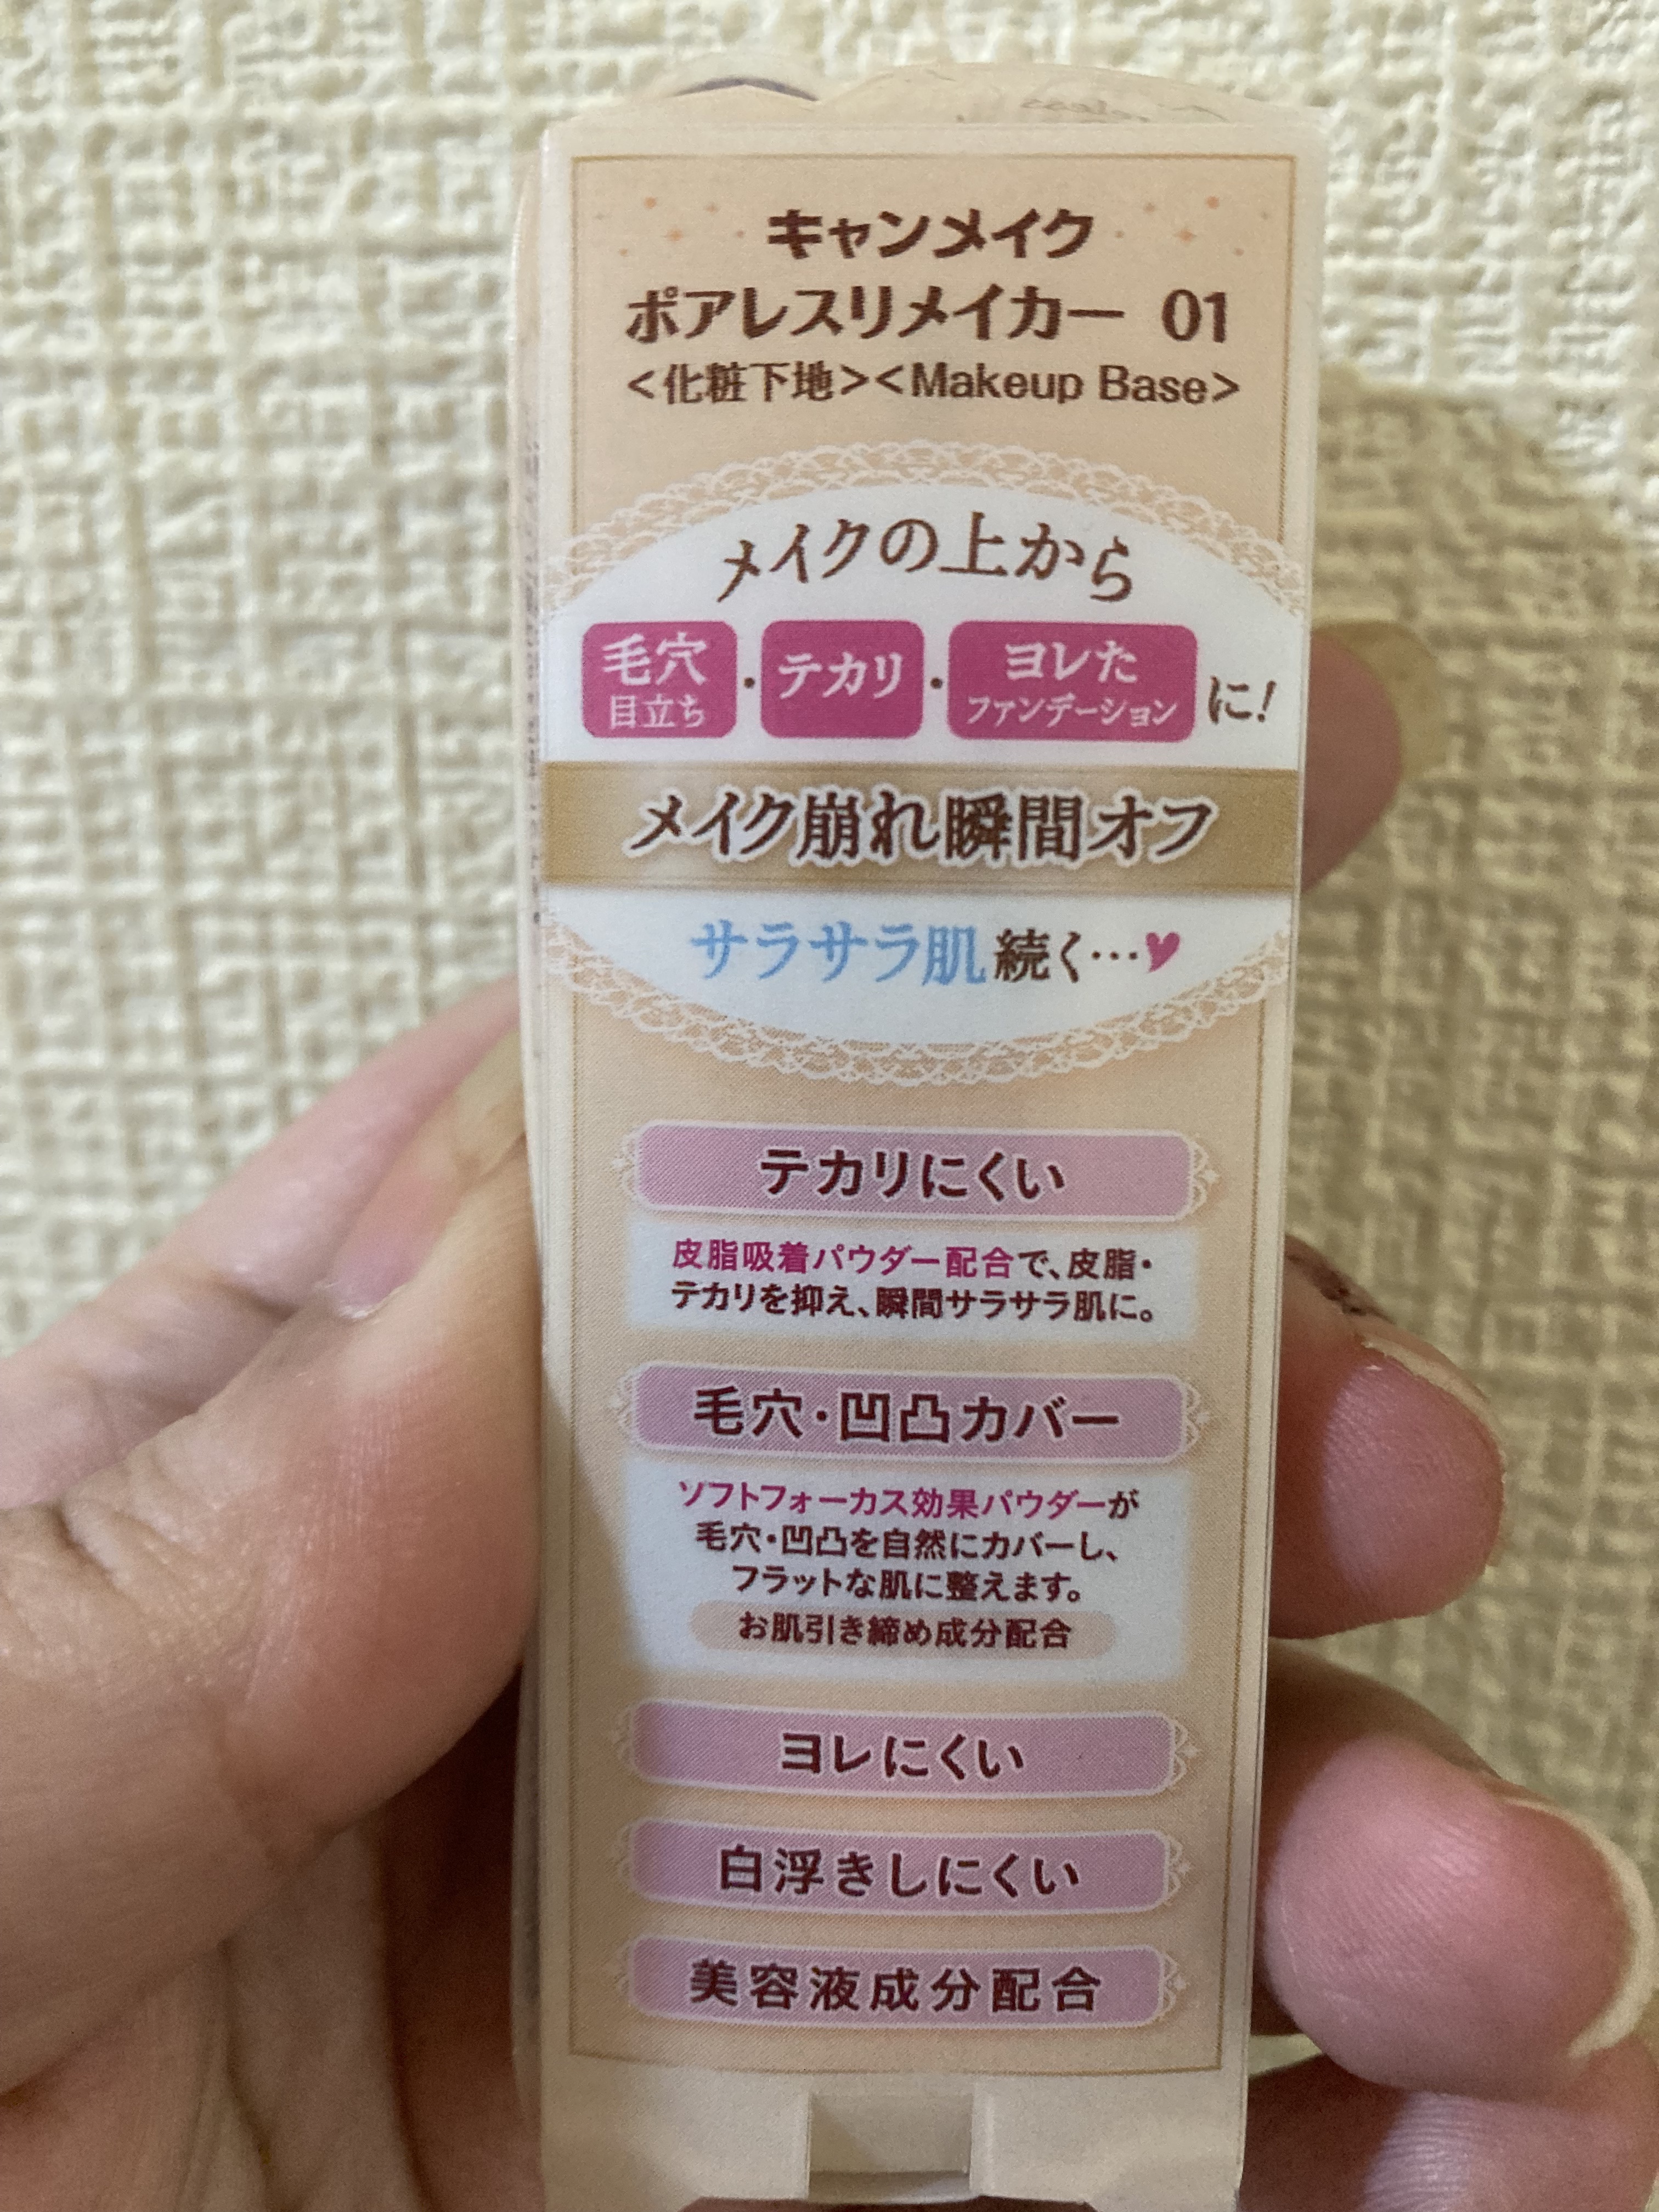 キャンメイク
ポアレスリメイカー 01
<化粧下地><Makeup Base>
メイクの上から
毛穴目立ち・テカリ・ヨレたファンデーションに!
メイク崩れ瞬間オフ
サラサラ肌続く…♥
テカリにくい
皮脂吸着パウダー配合で、皮脂・
テカリを抑え、瞬間サラサラ肌に。
毛穴・凹凸カバー
ソフトフォーカス効果パウダーが
毛穴・凹凸を自然にカバーし、
フラットな肌に整えます。
お肌引き締め成分配合
ヨレにくい
白浮きしにくい
美容液成分配合